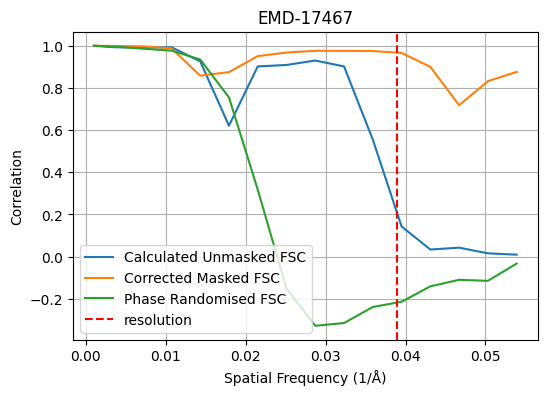 EMD-17467
1.0
0.8
0.6
0.4
0.2
0.0
−0.2
Correlation
Calculated Unmasked FSC
Corrected Masked FSC
Phase Randomised FSC
resolution
0.00 0.01 0.02 0.03 0.04 0.05
Spatial Frequency (1/Å)